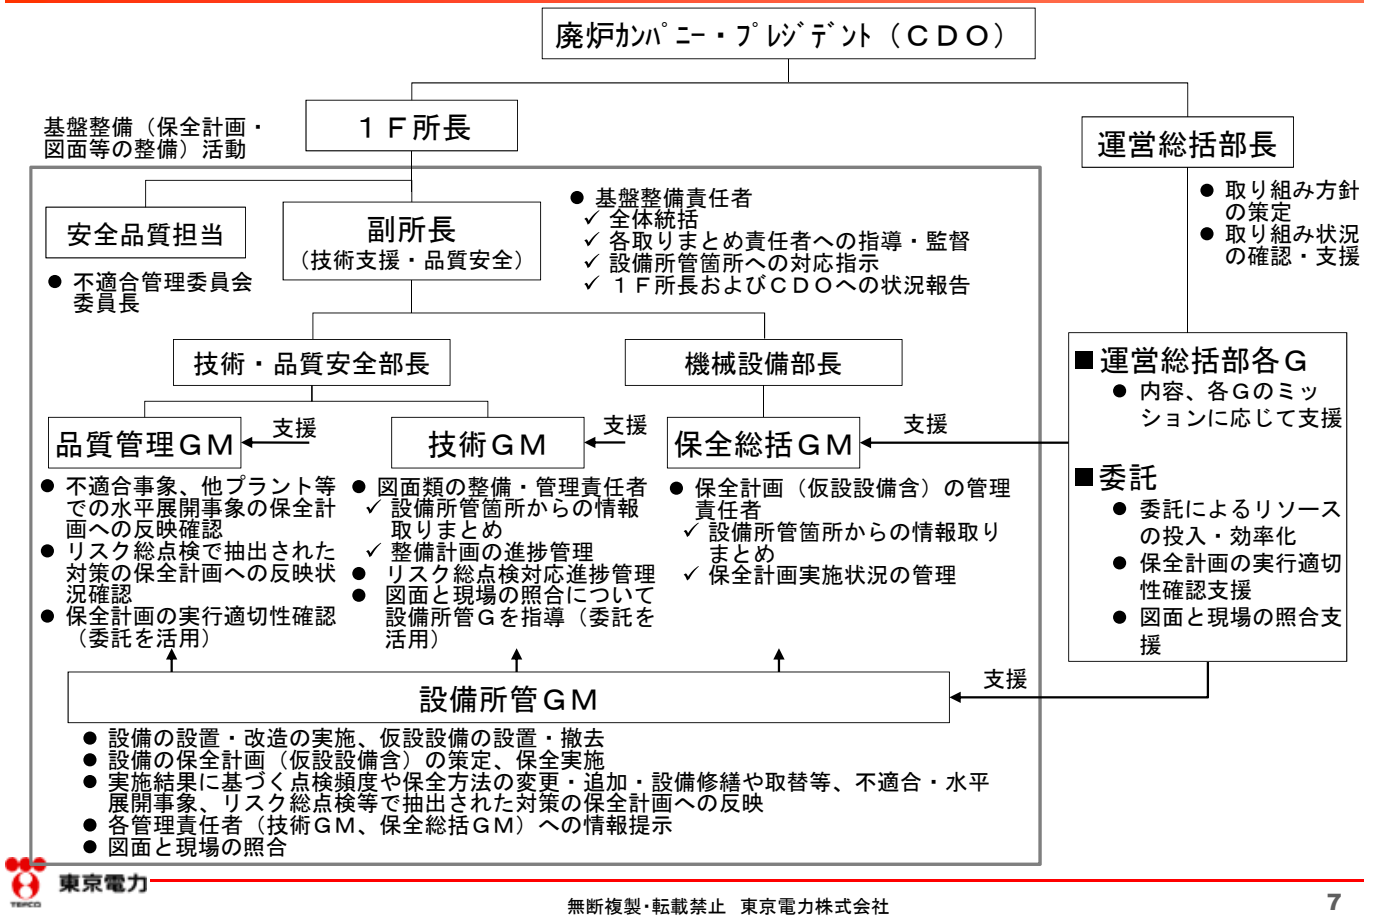 廃炉ｶﾝﾊﾟﾆｰ・ﾌﾟﾚｼﾞﾃﾞﾝﾄ（ＣＤＯ）
１Ｆ所長
運営総括部長
基盤整備（保全計画・
図面等の整備）活動
● 取り組み方針
の策定
● 取り組み状況
の確認・支援
安全品質担当
● 不適合管理委員会
委員長
副所長
（技術支援・品質安全）
● 基盤整備責任者
✓ 全体統括
✓ 各取りまとめ責任者への指導・監督
✓ 設備所管箇所への対応指示
✓ １Ｆ所長およびＣＤＯへの状況報告
技術・品質安全部長
機械設備部長
品質管理ＧＭ
支援
技術ＧＭ
支援
保全総括ＧＭ
支援
● 不適合事象、他プラント等
での水平展開事象の保全計
画への反映確認
● リスク総点検で抽出された
対策の保全計画への反映状
況確認
● 保全計画の実行適切性確認
（委託を活用）
● 図面類の整備・管理責任者
✓ 設備所管箇所からの情報
取りまとめ
✓ 整備計画の進捗管理
● リスク総点検対応進捗管理
● 図面と現場の照合について
設備所管Ｇを指導（委託を
活用）
● 保全計画（仮設設備含）の管理
責任者
✓ 設備所管箇所からの情報取り
まとめ
✓ 保全計画実施状況の管理
■運営総括部各Ｇ
● 内容、各Ｇのミッ
ションに応じて支援
■委託
● 委託によるリソース
の投入・効率化
● 保全計画の実行適切
性確認支援
● 図面と現場の照合支
援
支援
設備所管ＧＭ
● 設備の設置・改造の実施、仮設設備の設置・撤去
● 設備の保全計画（仮設設備含）の策定、保全実施
● 実施結果に基づく点検頻度や保全方法の変更・追加・設備修繕や取替等、不適合・水平
展開事象、リスク総点検等で抽出された対策の保全計画への反映
● 各管理責任者（技術ＧＭ、保全総括ＧＭ）への情報提示
● 図面と現場の照合
TEPCO
東京電力
無断複製・転載禁止 東京電力株式会社
7